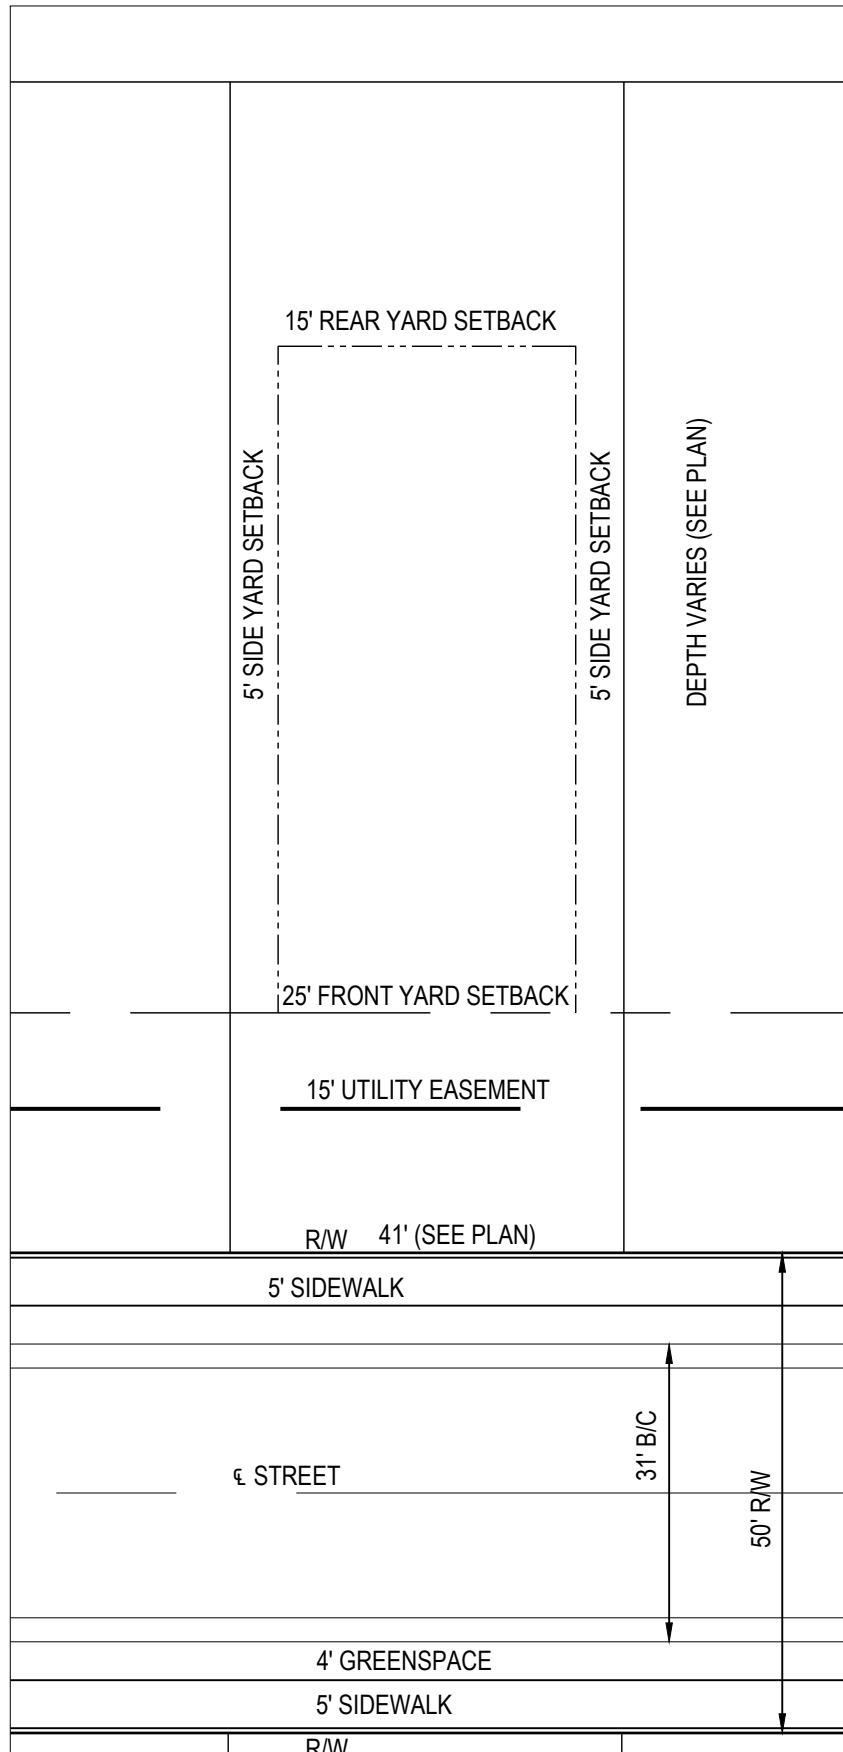 15' REAR YARD SETBACK
5' SIDE YARD SETBACK
5' SIDE YARD SETBACK
DEPTH VARIES (SEE PLAN)
25' FRONT YARD SETBACK
15' UTILITY EASEMENT
R/W 41' (SEE PLAN)
5' SIDEWALK
31' B/C
℄ STREET
50' R/W
4' GREENSPACE
5' SIDEWALK
R/W